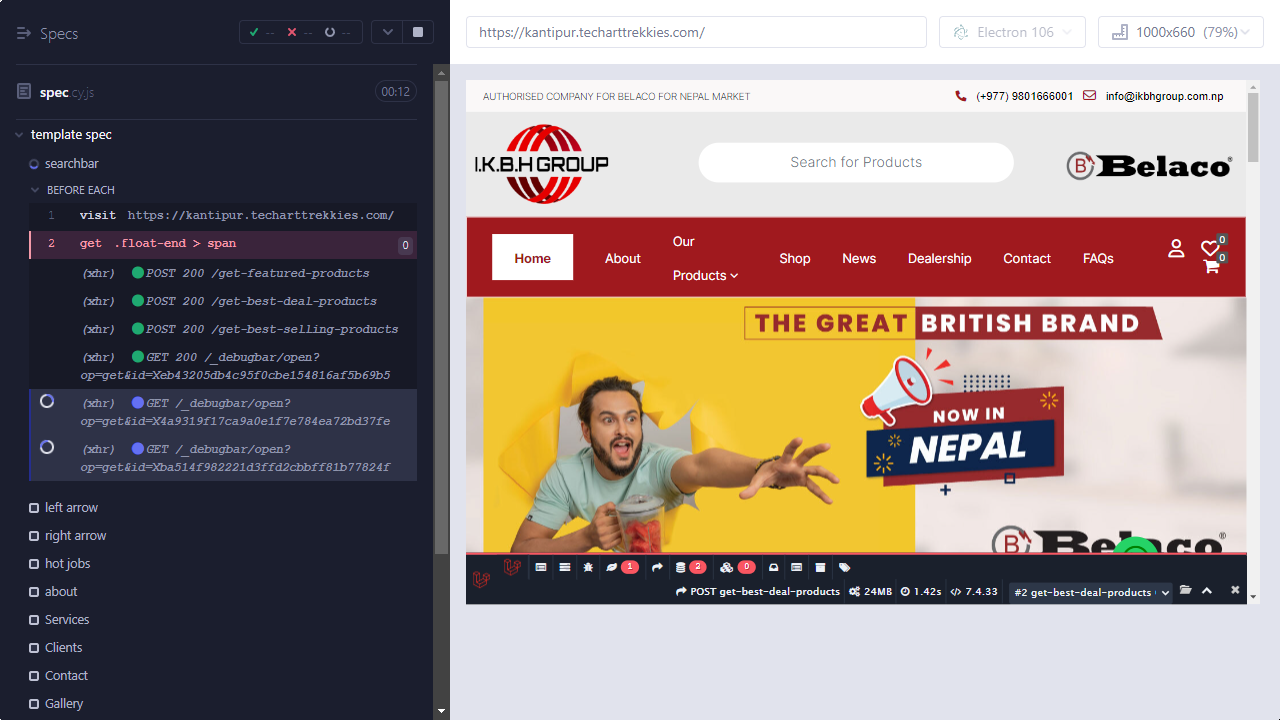 Specs
-- -- --
spec.cy.js
00:12
template spec
searchbar
BEFORE EACH
1 visit https://kantipur.techarttrekkies.com/
2 get .float-end > span 0
(xhr) POST 200 /get-featured-products
(xhr) POST 200 /get-best-deal-products
(xhr) POST 200 /get-best-selling-products
(xhr) GET 200 /_debugbar/open?
op=get&id=Xeb43205db4c95f0cbe154816af5b69b5
(xhr) GET /_debugbar/open?
op=get&id=X4a9319f17ca9a0e1f7e784ea72bd37fe
(xhr) GET /_debugbar/open?
op=get&id=Xba514f982221d3ffd2cbbff81b77824f
left arrow
right arrow
hot jobs
about
Services
Clients
Contact
Gallery
https://kantipur.techarttrekkies.com/
Electron 106
1000x660 (79%)
AUTHORISED COMPANY FOR BELACO FOR NEPAL MARKET
(+977) 9801666001
info@ikbhgroup.com.np
I.K.B.H GROUP
Search for Products
B Belaco®
Home
About
Our
Products
Shop
News
Dealership
Contact
FAQs
0
0
THE GREAT BRITISH BRAND
NOW IN
NEPAL
B Belaco®
1
2
0
POST get-best-deal-products
24MB
1.42s
7.4.33
#2 get-best-deal-products